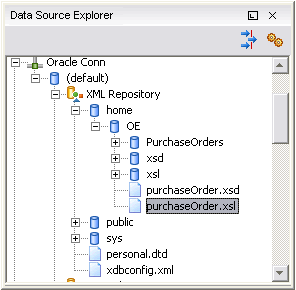 Data Source Explorer
Oracle Conn
(default)
XML Repository
home
OE
PurchaseOrders
xsd
xsl
purchaseOrder.xsd
purchaseOrder.xsl
public
sys
personal.dtd
xdbconfig.xml